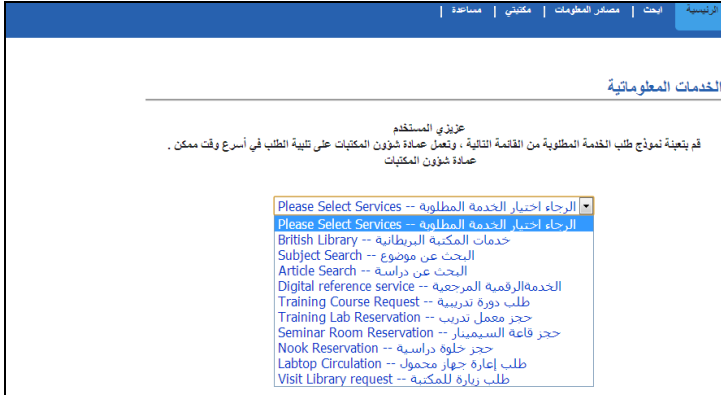 الرئيسية | ابحث | مصادر المعلومات | مكتبتي | مساعدة |
الخدمات المعلوماتية
عزيزي المستخدم
قم بتعبئة نموذج طلب الخدمة المطلوبة من القائمة التالية ، وتعمل عمادة شؤون المكتبات على تلبية الطلب في أسرع وقت ممكن .
عمادة شؤون المكتبات
الرجاء اختيار الخدمة المطلوبة -- Please Select Services
الرجاء اختيار الخدمة المطلوبة -- Please Select Services
خدمات المكتبة البريطانية -- British Library
البحث عن موضوع -- Subject Search
البحث عن دراسة -- Article Search
الخدمةالرقمية المرجعية -- Digital reference service
طلب دورة تدريبية -- Training Course Request
حجز معمل تدريب -- Training Lab Reservation
حجز قاعة السيمينار -- Seminar Room Reservation
حجز خلوة دراسية -- Nook Reservation
طلب إعارة جهاز محمول -- Labtop Circulation
طلب زيارة للمكتبة -- Visit Library request